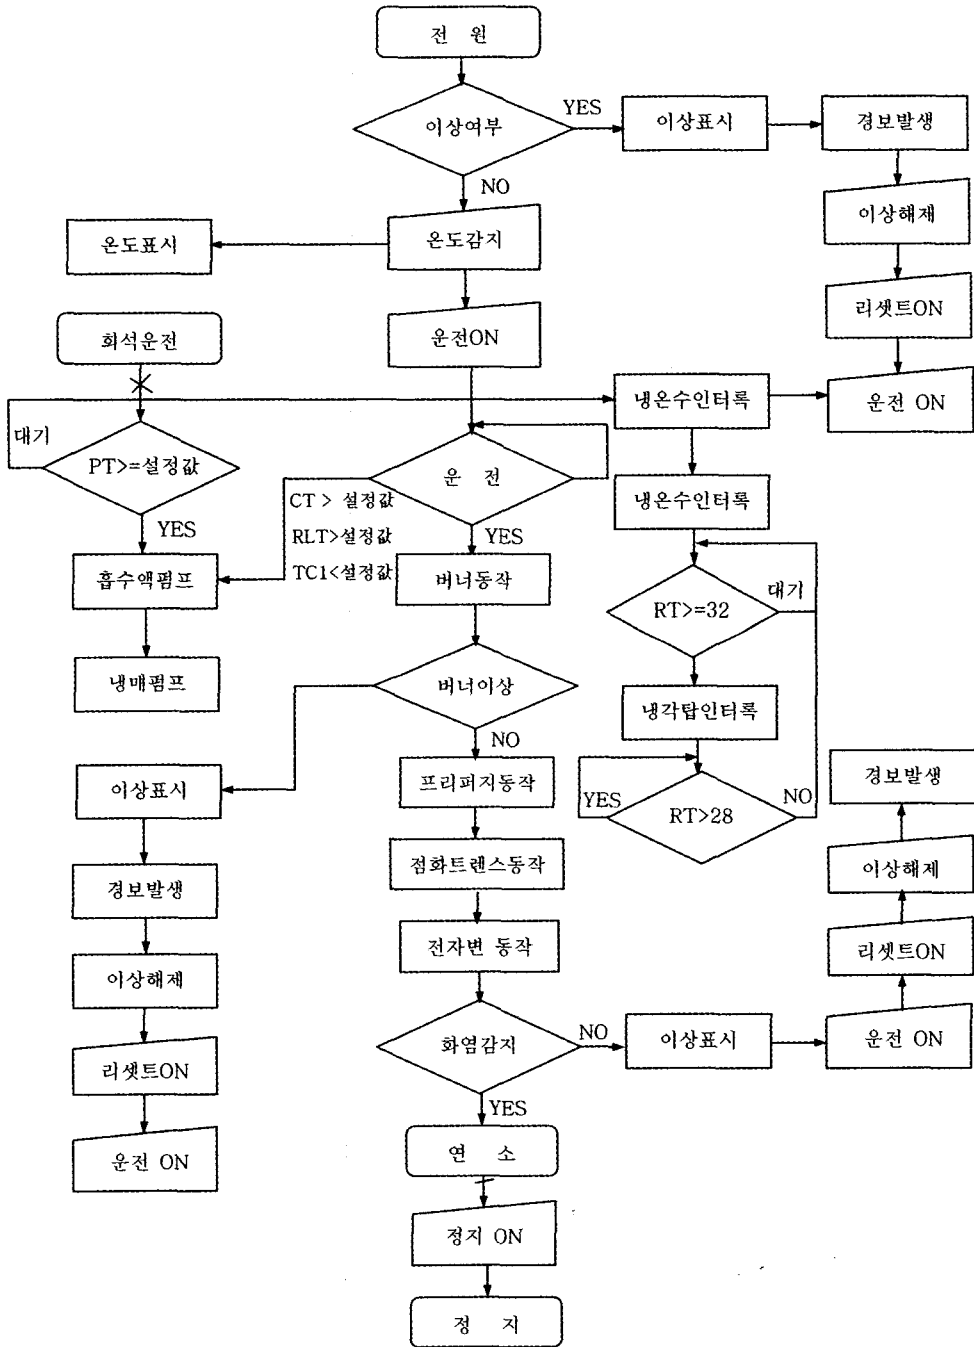 전 원
이상여부
YES
이상표시
경보발생
NO
이상해제
온도표시
온도감지
리셋트ON
희석운전
운전ON
냉온수인터록
운전 ON
대기
PT>=설정값
운 전
CT > 설정값
냉온수인터록
YES
RLT>설정값
YES
흡수액펌프
TC1<설정값
버너동작
RT>=32
대기
냉매펌프
버너이상
냉각탑인터록
NO
이상표시
프리퍼지동작
YES
RT>28
NO
경보발생
점화트랜스동작
이상해제
경보발생
전자변 동작
리셋트ON
이상해제
화염감지
NO
이상표시
운전 ON
리셋트ON
YES
연 소
운전 ON
정지 ON
정 지